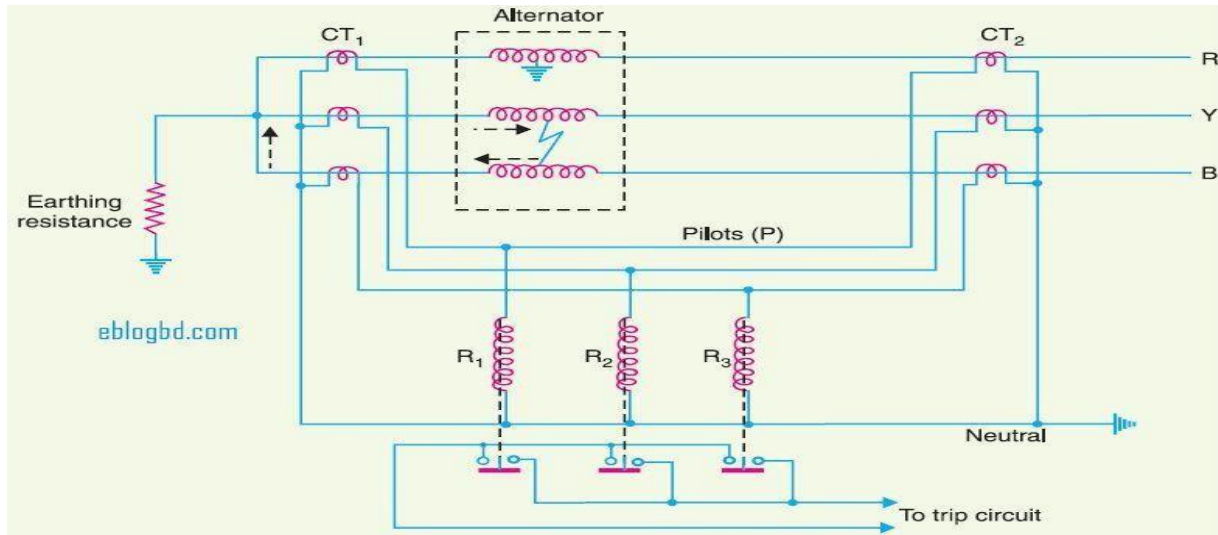 Alternator
CT₁
CT₂
R
Y
B
Earthing
resistance
Pilots (P)
eblogbd.com
R₁
R₂
R₃
Neutral
To trip circuit